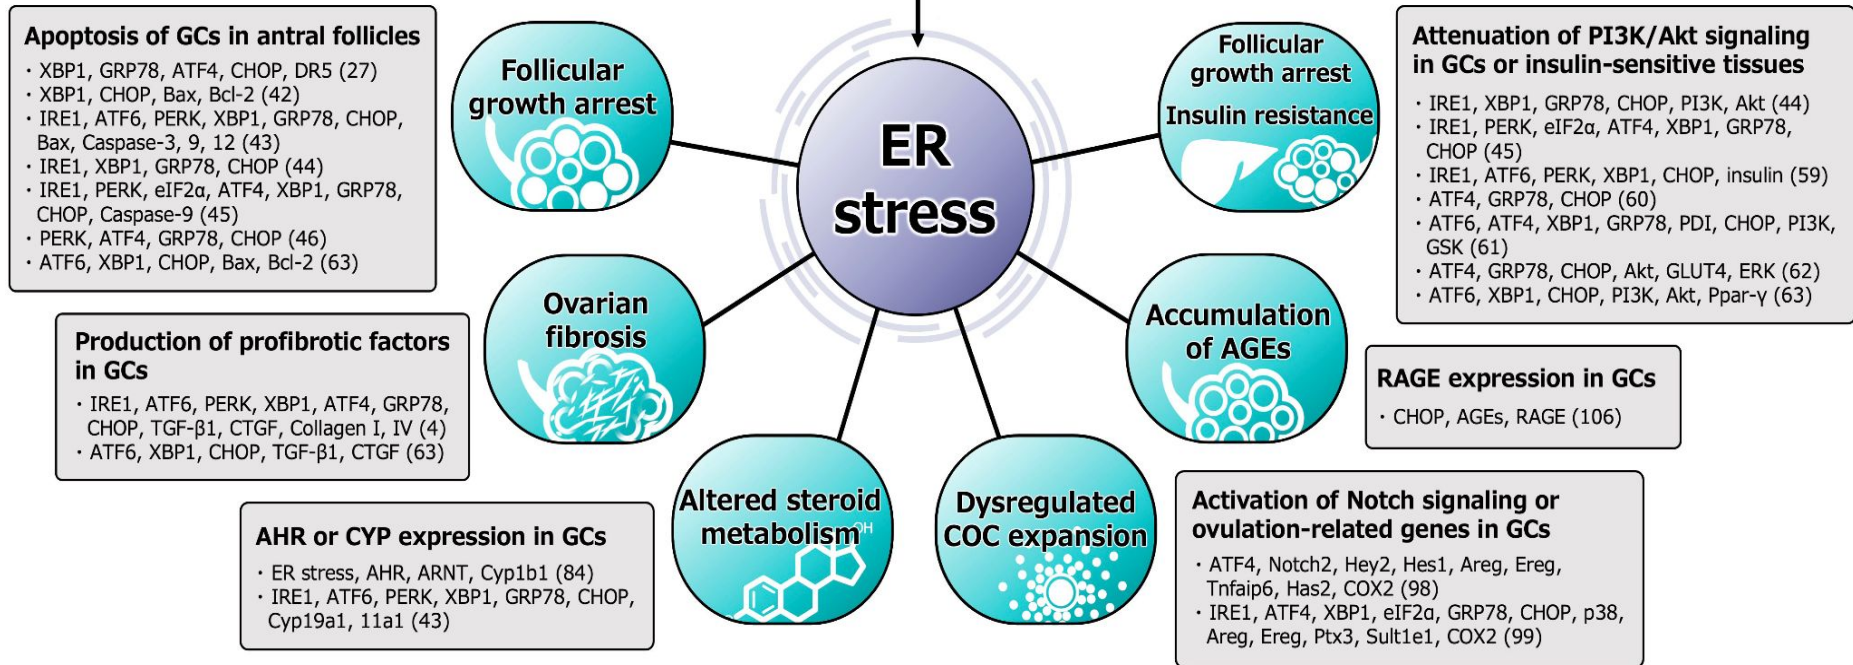 Apoptosis of GCs in antral follicles
・XBP1, GRP78, ATF4, CHOP, DR5 (27)
・XBP1, CHOP, Bax, Bcl-2 (42)
・IRE1, ATF6, PERK, XBP1, GRP78, CHOP,
Bax, Caspase-3, 9, 12 (43)
・IRE1, XBP1, GRP78, CHOP (44)
・IRE1, PERK, eIF2α, ATF4, XBP1, GRP78,
CHOP, Caspase-9 (45)
・PERK, ATF4, GRP78, CHOP (46)
・ATF6, XBP1, CHOP, Bax, Bcl-2 (63)
Follicular
growth arrest
ER
stress
Follicular
growth arrest
Insulin resistance
Attenuation of PI3K/Akt signaling
in GCs or insulin-sensitive tissues
・IRE1, XBP1, GRP78, CHOP, PI3K, Akt (44)
・IRE1, PERK, eIF2α, ATF4, XBP1, GRP78,
CHOP (45)
・IRE1, ATF6, PERK, XBP1, CHOP, insulin (59)
・ATF4, GRP78, CHOP (60)
・ATF6, ATF4, XBP1, GRP78, PDI, CHOP, PI3K,
GSK (61)
・ATF4, GRP78, CHOP, Akt, GLUT4, ERK (62)
・ATF6, XBP1, CHOP, PI3K, Akt, Ppar-γ (63)
Production of profibrotic factors
in GCs
・IRE1, ATF6, PERK, XBP1, ATF4, GRP78,
CHOP, TGF-β1, CTGF, Collagen I, IV (4)
・ATF6, XBP1, CHOP, TGF-β1, CTGF (63)
Ovarian
fibrosis
Accumulation
of AGEs
RAGE expression in GCs
・CHOP, AGEs, RAGE (106)
AHR or CYP expression in GCs
・ER stress, AHR, ARNT, Cyp1b1 (84)
・IRE1, ATF6, PERK, XBP1, GRP78, CHOP,
Cyp19a1, 11a1 (43)
Altered steroid
metabolism
OH
Dysregulated
COC expansion
Activation of Notch signaling or
ovulation-related genes in GCs
・ATF4, Notch2, Hey2, Hes1, Areg, Ereg,
Tnfaip6, Has2, COX2 (98)
・IRE1, ATF4, XBP1, eIF2α, GRP78, CHOP, p38,
Areg, Ereg, Ptx3, Sult1e1, COX2 (99)